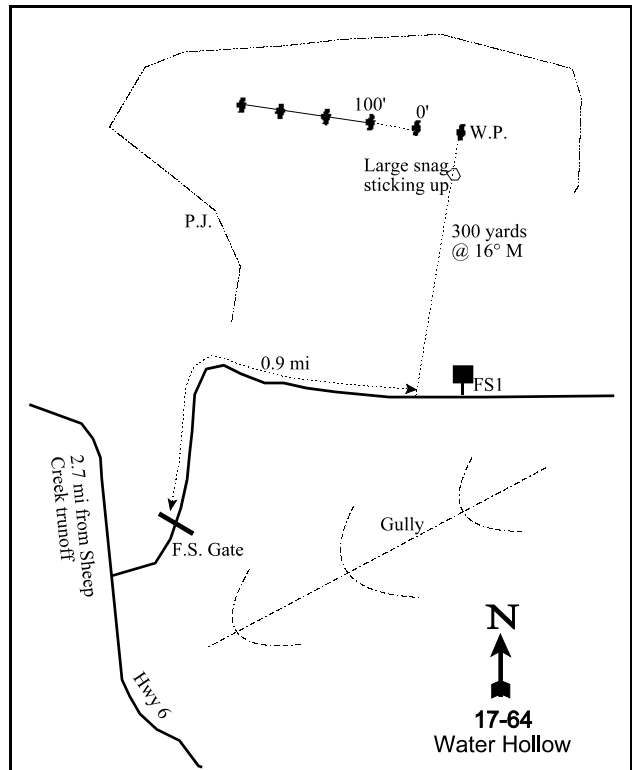 100'
0'
W.P.
Large snag
sticking up
P.J.
300 yards
@ 16° M
0.9 mi
FS1
2.7 mi from Sheep
Creek trunoff
Gully
F.S. Gate
Hwy 6
N
17-64
Water Hollow